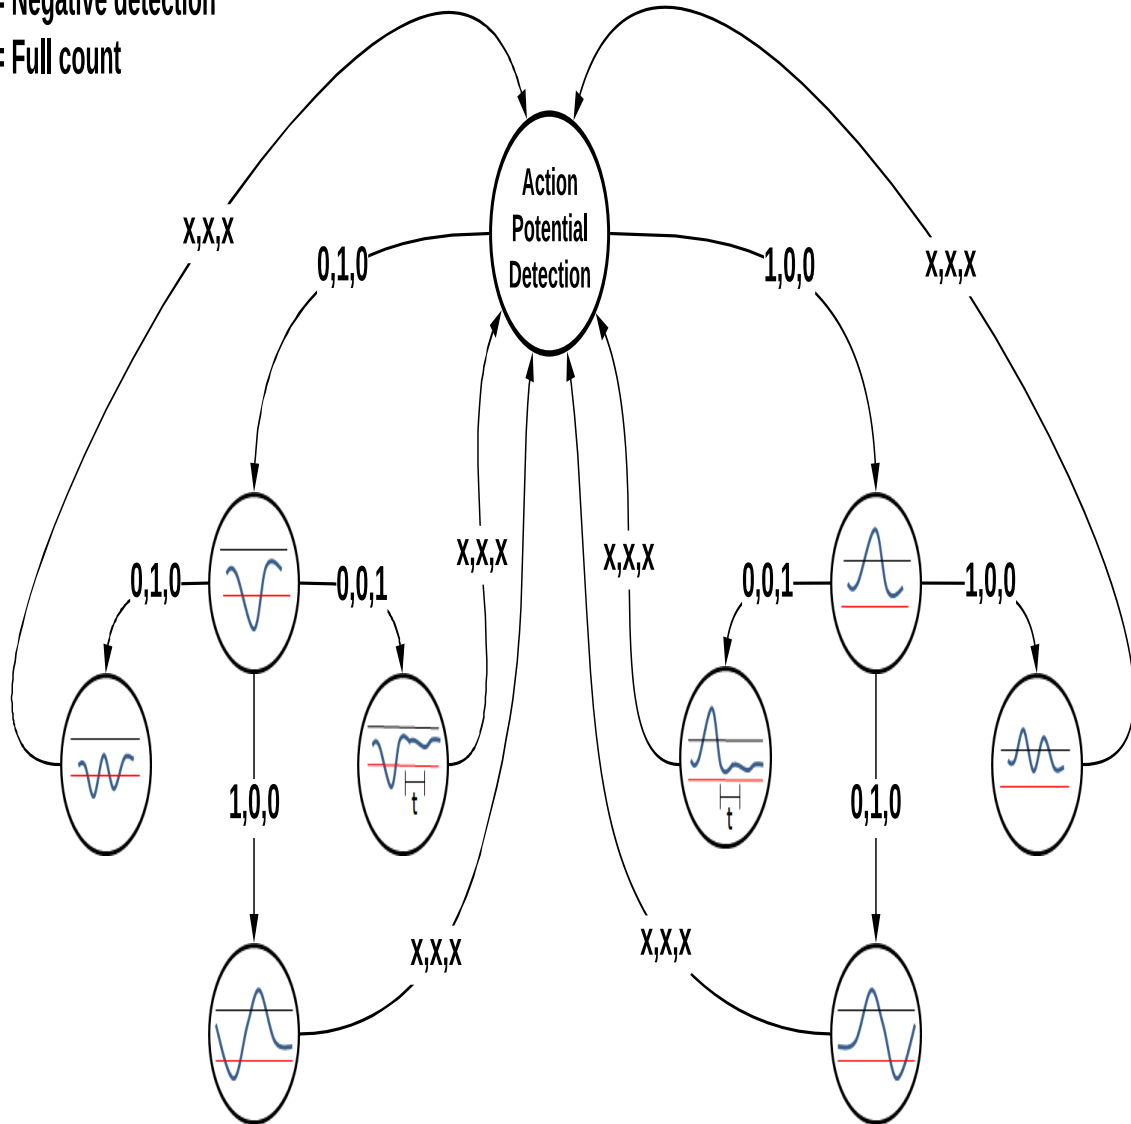 = Negative detection
= Full count
Action
Potential
Detection
x,x,x
0,1,0
1,0,0
x,x,x
0,1,0
0,0,1
x,x,x
x,x,x
0,0,1
1,0,0
t
t
1,0,0
0,1,0
x,x,x
x,x,x